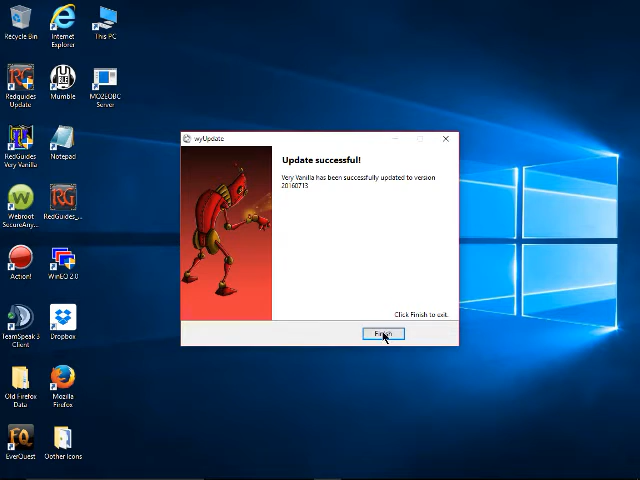 Recycle Bin
Internet
Explorer
This PC
Redguides
Update
Mumble
MO2EOBC
Server
RedGuides
Very Vanilla
Notepad
Webroot
SecureAny...
RedGuides_...
Action!
WinEQ 2.0
TeamSpeak 3
Client
Dropbox
Old Firefox
Data
Mozilla
Firefox
EverQuest
Oother Icons
wyUpdate
Update successful!
Very Vanilla has been successfully updated to version
20160713
Click Finish to exit.
Finish